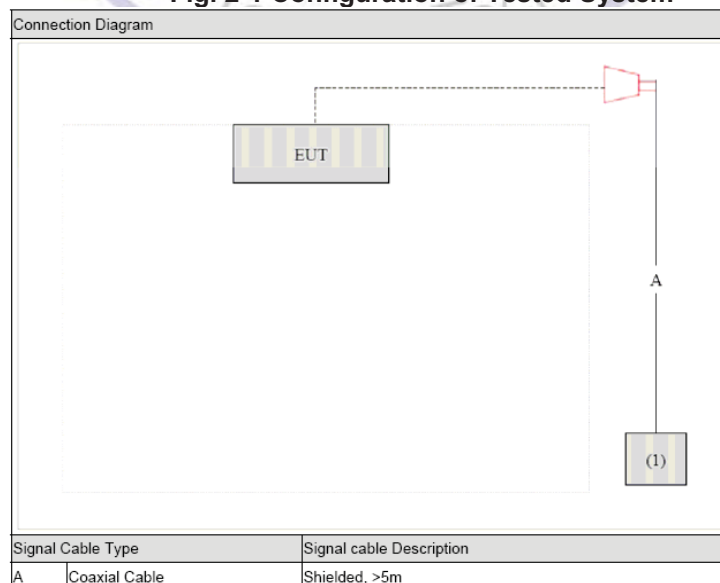 Fig. 2-1 Configuration of Tested System
Connection Diagram
EUT
A
(1)
Signal Cable Type Signal cable Description
A Coaxial Cable Shielded, >5m